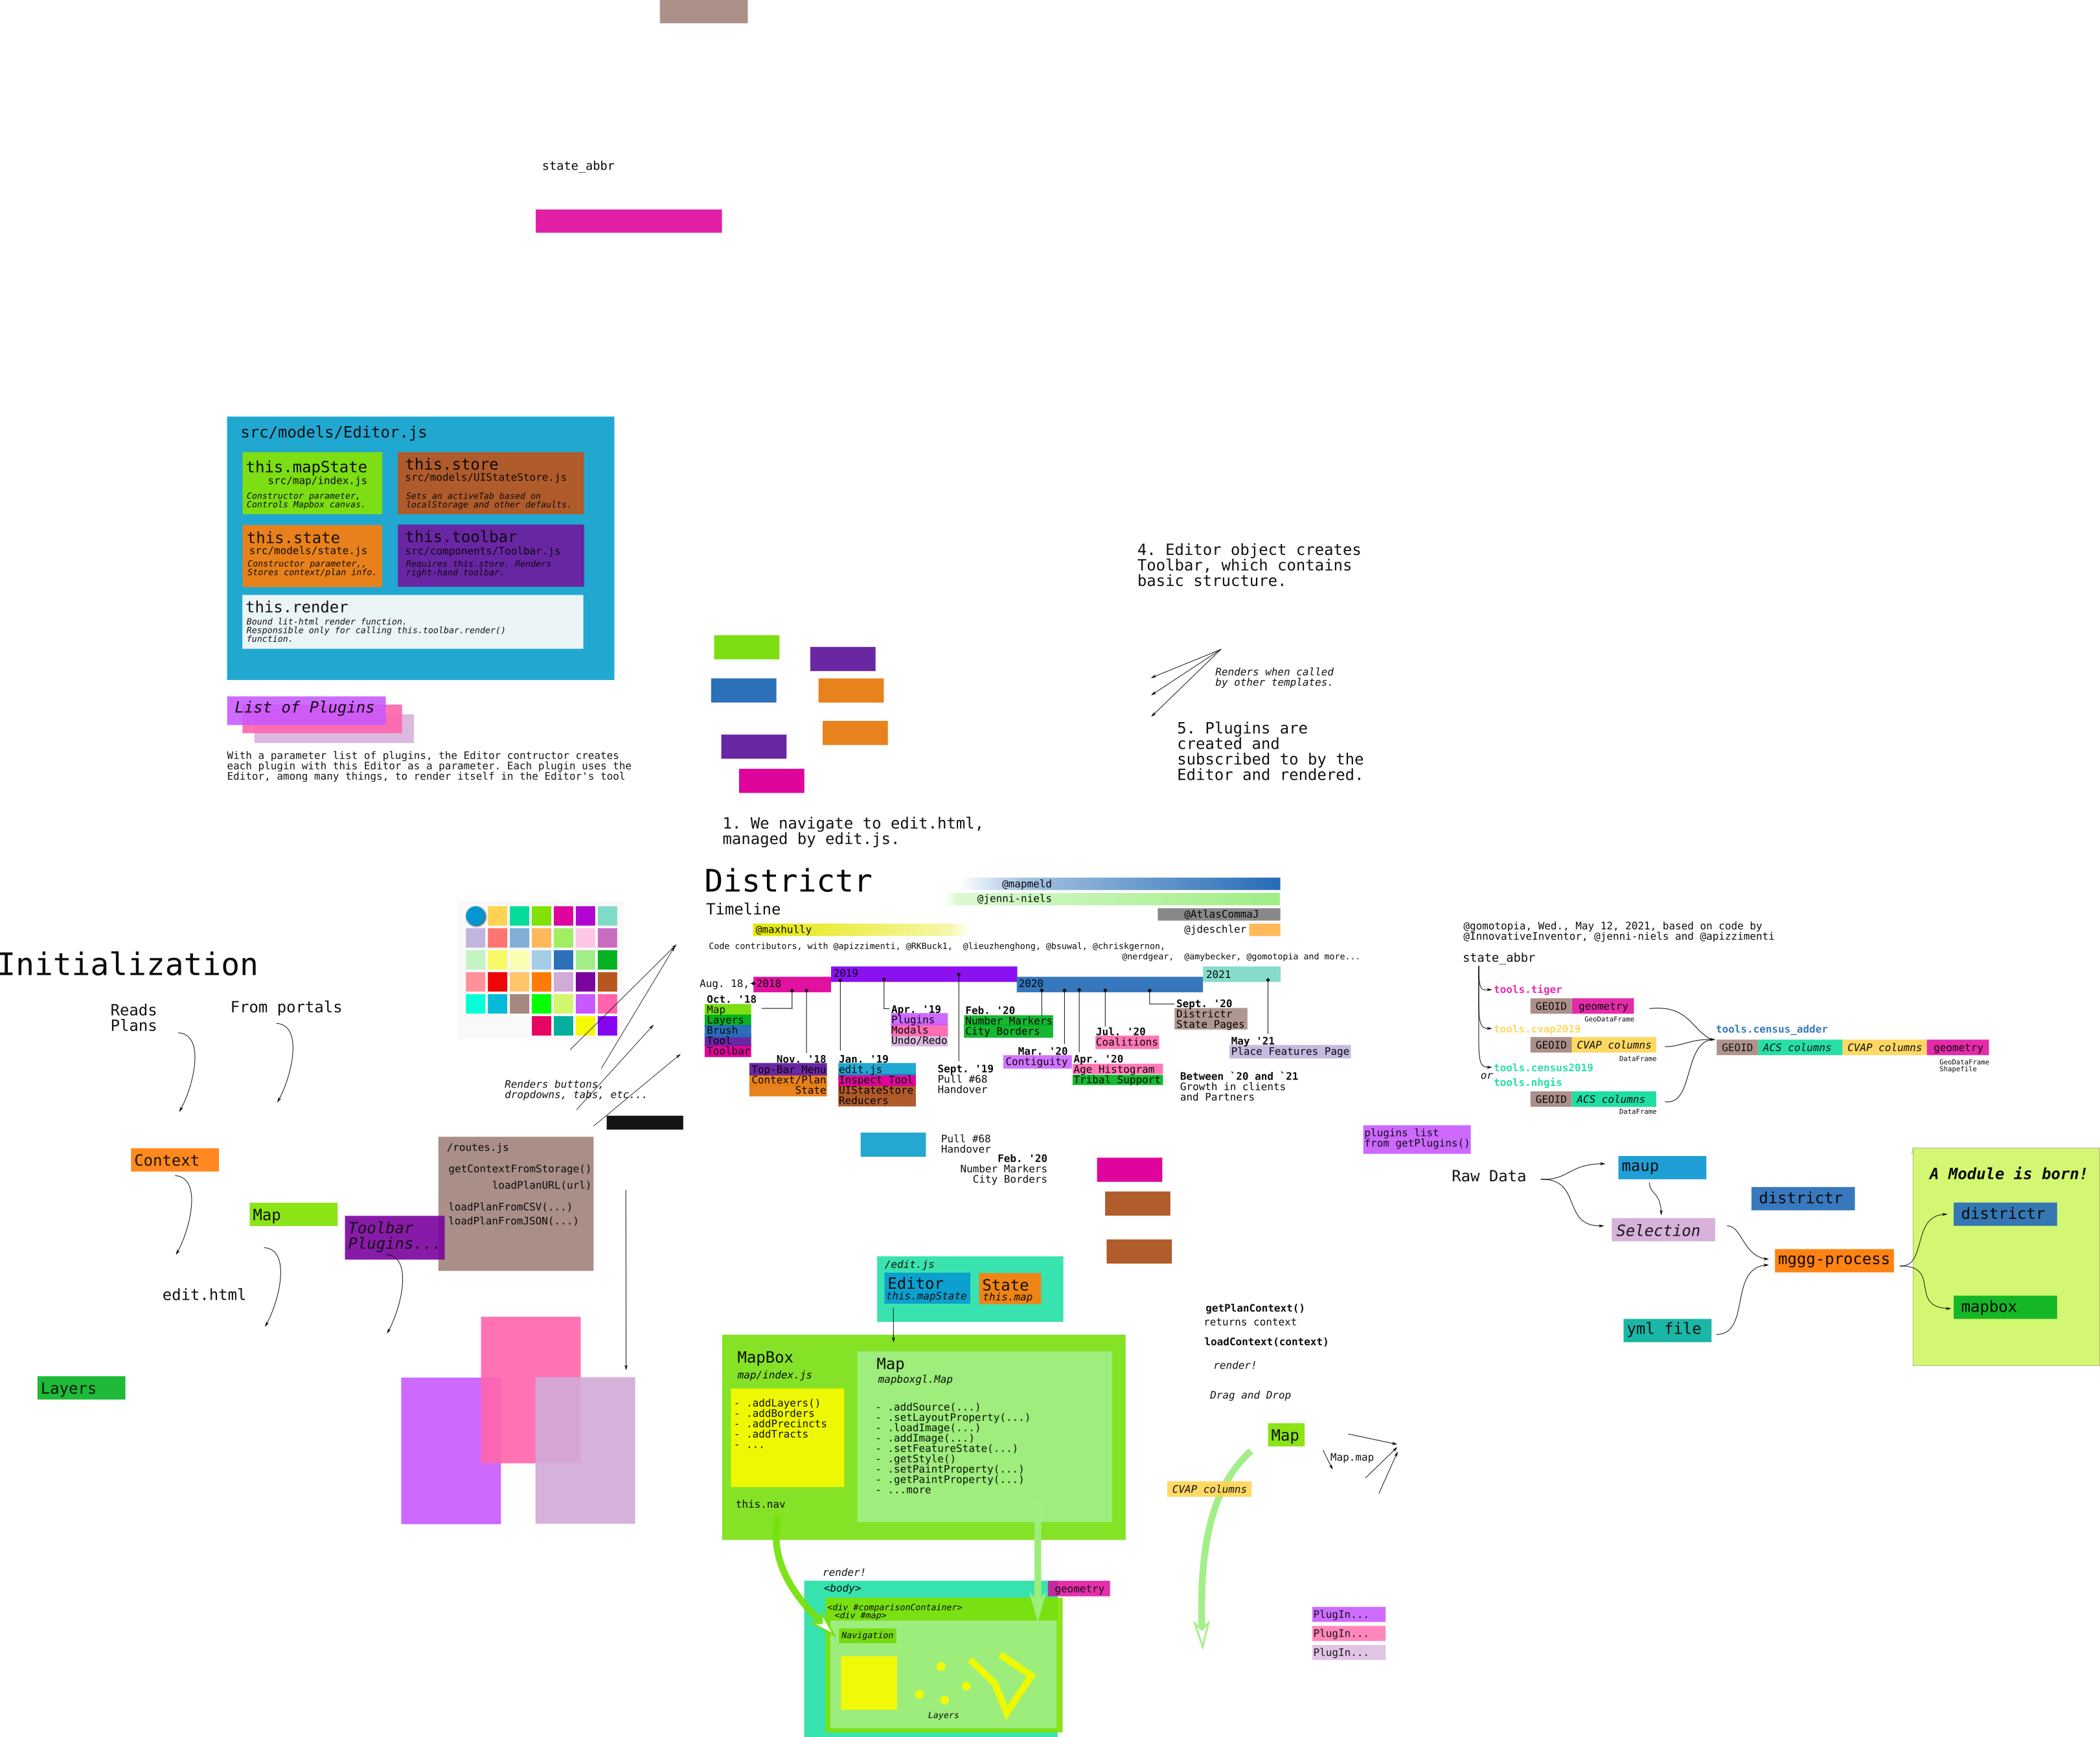 state_abbr
src/models/Editor.js
this.mapState
src/map/index.js
Constructor parameter,
Controls Mapbox canvas.
this.store
src/models/UIStateStore.js
Sets an activeTab based on
localStorage and other defaults.
this.state
src/models/state.js
Constructor parameter,,
Stores context/plan info.
this.toolbar
src/components/Toolbar.js
Requires this.store. Renders
right-hand toolbar.
this.render
Bound lit-html render function.
Responsible only for calling this.toolbar.render()
function.
List of Plugins
With a parameter list of plugins, the Editor contructor creates
each plugin with this Editor as a parameter. Each plugin uses the
Editor, among many things, to render itself in the Editor's tool
4. Editor object creates
Toolbar, which contains
basic structure.
Renders when called
by other templates.
5. Plugins are
created and
subscribed to by the
Editor and rendered.
1. We navigate to edit.html,
managed by edit.js.
Districtr
Timeline
@mapmeld
@jenni-niels
@AtlasCommaJ
@maxhully
@jdeschler
Code contributors, with @apizzimenti, @RKBuck1, @lieuzhenghong, @bsuwal, @chriskgernon,
@nerdgear, @amybecker, @gomotopia and more...
Aug. 18,
2018
2019
2020
2021
Oct. '18
Map
Layers
Brush
Tool
Toolbar
Nov. '18
Top-Bar Menu
Context/Plan
State
Jan. '19
edit.js
Inspect Tool
UIStateStore
Reducers
Apr. '19
Plugins
Modals
Undo/Redo
Sept. '19
Pull #68
Handover
Feb. '20
Number Markers
City Borders
Mar. '20
Contiguity
Apr. '20
Age Histogram
Tribal Support
Jul. '20
Coalitions
Sept. '20
Districtr
State Pages
May '21
Place Features Page
Between `20 and `21
Growth in clients
and Partners
Pull #68
Handover
Feb. '20
Number Markers
City Borders
Initialization
Reads
Plans
From portals
Renders buttons,
dropdowns, tabs, etc...
Context
Map
Toolbar
Plugins...
edit.html
Layers
/routes.js
getContextFromStorage()
loadPlanURL(url)
loadPlanFromCSV(...)
loadPlanFromJSON(...)
/edit.js
Editor
this.mapState
State
this.map
MapBox
map/index.js
- .addLayers()
- .addBorders
- .addPrecincts
- .addTracts
- ...
this.nav
Map
mapboxgl.Map
- .addSource(...)
- .setLayoutProperty(...)
- .loadImage(...)
- .addImage(...)
- .setFeatureState(...)
- .getStyle()
- .setPaintProperty(...)
- .getPaintProperty(...)
- ...more
render!
<body>
geometry
<div #comparisonContainer>
<div #map>
Navigation
Layers
getPlanContext()
returns context
loadContext(context)
render!
Drag and Drop
Map
Map.map
CVAP columns
PlugIn...
PlugIn...
PlugIn...
@gomotopia, Wed., May 12, 2021, based on code by
@InnovativeInventor, @jenni-niels and @apizzimenti
state_abbr
tools.tiger
GEOID geometry
GeoDataFrame
tools.cvap2019
GEOID CVAP columns
DataFrame
tools.census2019
or
tools.nhgis
GEOID ACS columns
DataFrame
tools.census_adder
GEOID ACS columns CVAP columns geometry
GeoDataFrame
Shapefile
plugins list
from getPlugins()
Raw Data
maup
Selection
districtr
mggg-process
yml file
A Module is born!
districtr
mapbox